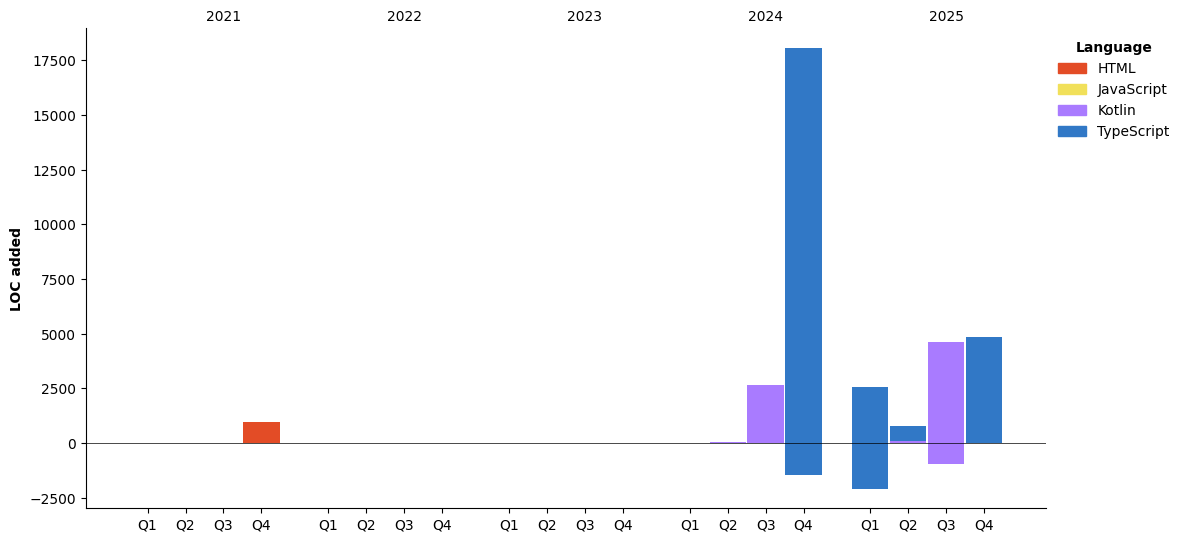 2021 2022 2023 2024 2025
Language
HTML
JavaScript
Kotlin
TypeScript
LOC added
17500
15000
12500
10000
7500
5000
2500
0
−2500
Q1 Q2 Q3 Q4 Q1 Q2 Q3 Q4 Q1 Q2 Q3 Q4 Q1 Q2 Q3 Q4 Q1 Q2 Q3 Q4